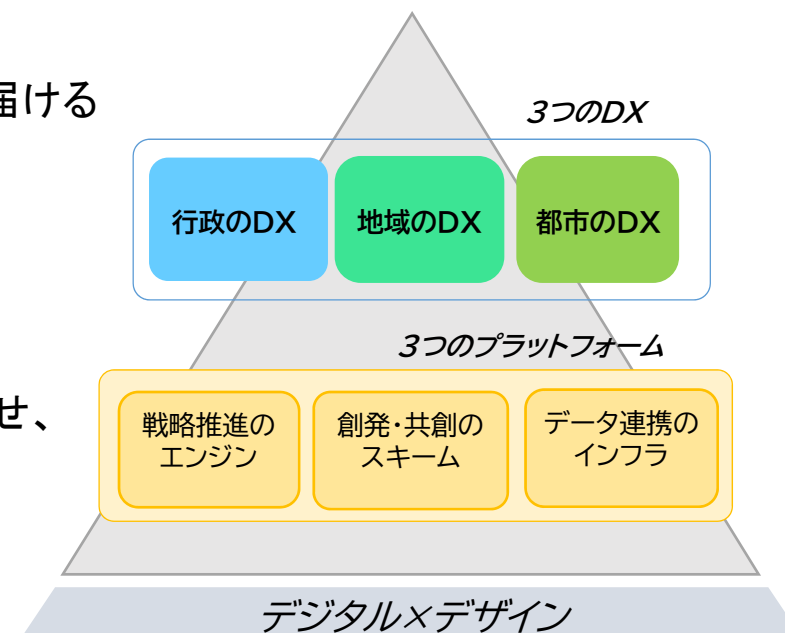 届ける
3つのDX
行政のDX
地域のDX
都市のDX
3つのプラットフォーム
せ、
戦略推進の
エンジン
創発・共創の
スキーム
データ連携の
インフラ
デジタル×デザイン